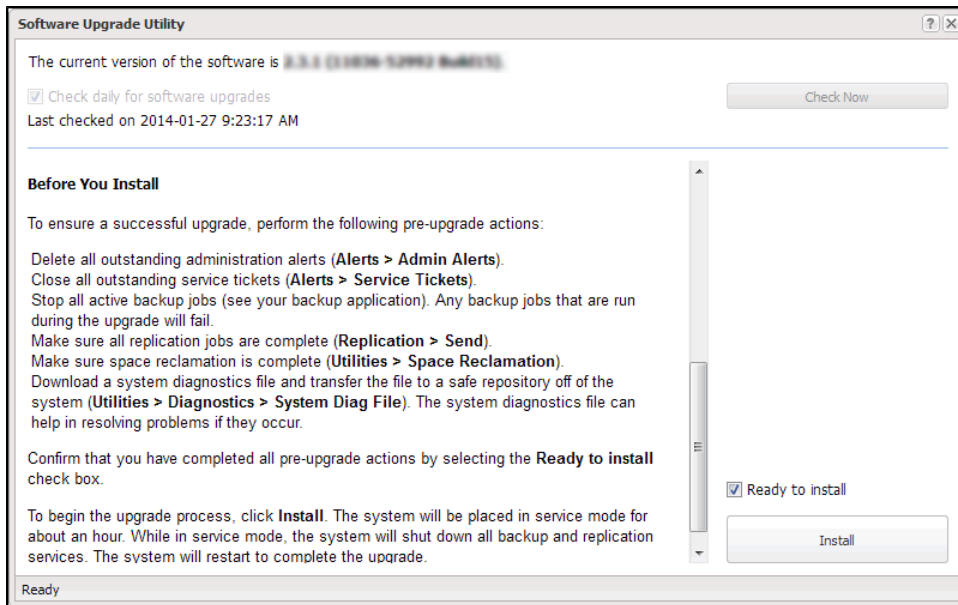 Software Upgrade Utility
The current version of the software is
Check daily for software upgrades
Check Now
Last checked on 2014-01-27 9:23:17 AM
Before You Install
To ensure a successful upgrade, perform the following pre-upgrade actions:
Delete all outstanding administration alerts (Alerts > Admin Alerts).
Close all outstanding service tickets (Alerts > Service Tickets).
Stop all active backup jobs (see your backup application). Any backup jobs that are run
during the upgrade will fail.
Make sure all replication jobs are complete (Replication > Send).
Make sure space reclamation is complete (Utilities > Space Reclamation).
Download a system diagnostics file and transfer the file to a safe repository off of the
system (Utilities > Diagnostics > System Diag File). The system diagnostics file can
help in resolving problems if they occur.
Confirm that you have completed all pre-upgrade actions by selecting the Ready to install
check box.
To begin the upgrade process, click Install. The system will be placed in service mode for
about an hour. While in service mode, the system will shut down all backup and replication
services. The system will restart to complete the upgrade.
Ready to install
Install
Ready